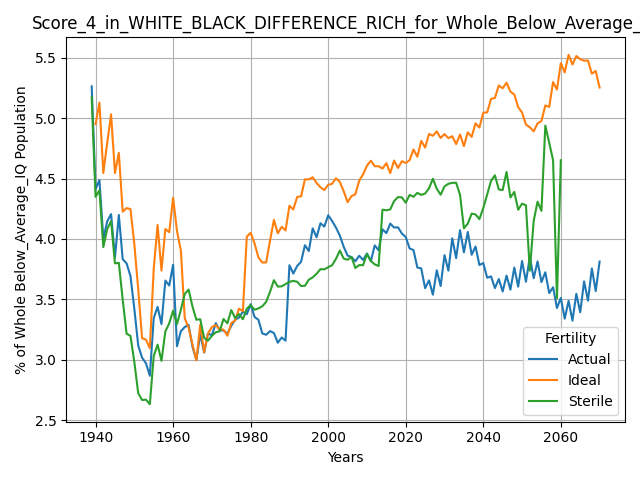 Score_4_in_WHITE_BLACK_DIFFERENCE_RICH_for_Whole_Below_Average_
% of Whole Below_Average_IQ Population
5.5
5.0
4.5
4.0
3.5
3.0
2.5
1940
1960
1980
2000
2020
2040
2060
Years
Fertility
Actual
Ideal
Sterile